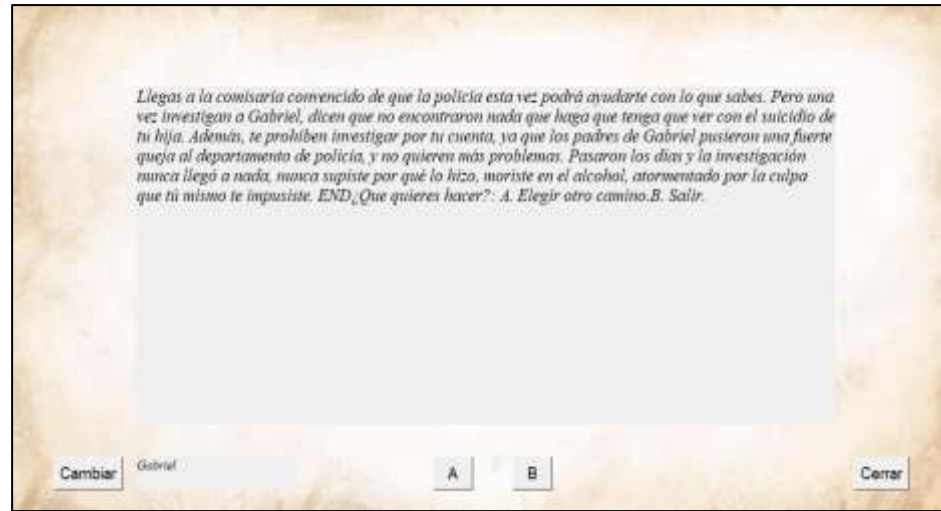 Llegas a la comisaría convencido de que la policía esta vez podrá ayudarte con lo que sabes. Pero una
vez investigan a Gabriel, dicen que no encontraron nada que haga que tenga que ver con el suicidio de
tu hija. Además, te prohíben investigar por tu cuenta, ya que los padres de Gabriel pusieron una fuerte
queja al departamento de policía, y no quieren más problemas. Pasaron los días y la investigación
nunca llegó a nada, nunca supiste por qué lo hizo, moriste en el alcohol, atormentado por la culpa
que tú mismo te impusiste. END¿Que quieres hacer?: A. Elegir otro camino.B. Salir.
Cambiar Gabriel A B Cerrar